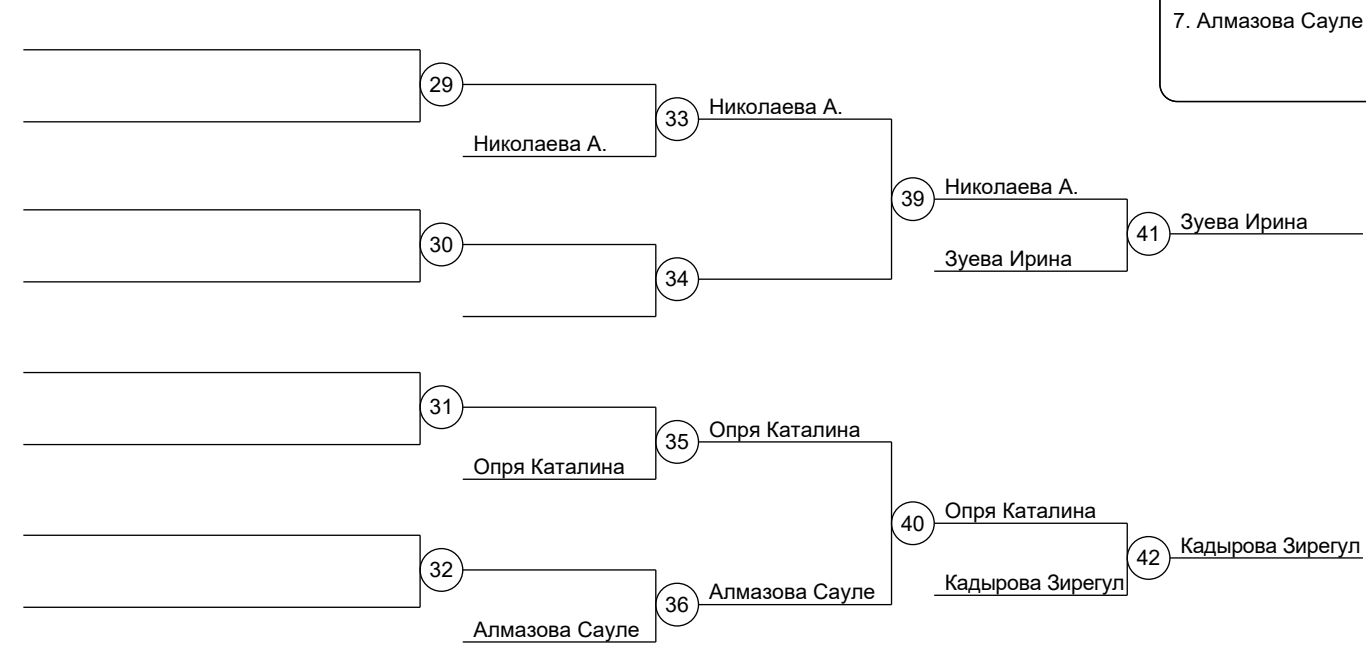 7. Алмазова Сауле
29
Николаева А.
33
Николаева А.
30
34
39
Николаева А.
Зуева Ирина
41
Зуева Ирина
31
Опря Каталина
35
Опря Каталина
32
Алмазова Сауле
36
Алмазова Сауле
40
Опря Каталина
Кадырова Зирегул
42
Кадырова Зирегул